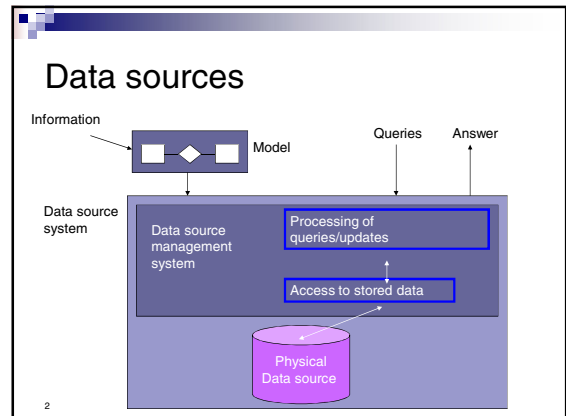 Data sources
Information
Model
Queries
Answer
Data source
system
Data source
management
system
Processing of
queries/updates
Access to stored data
Physical
Data source
2